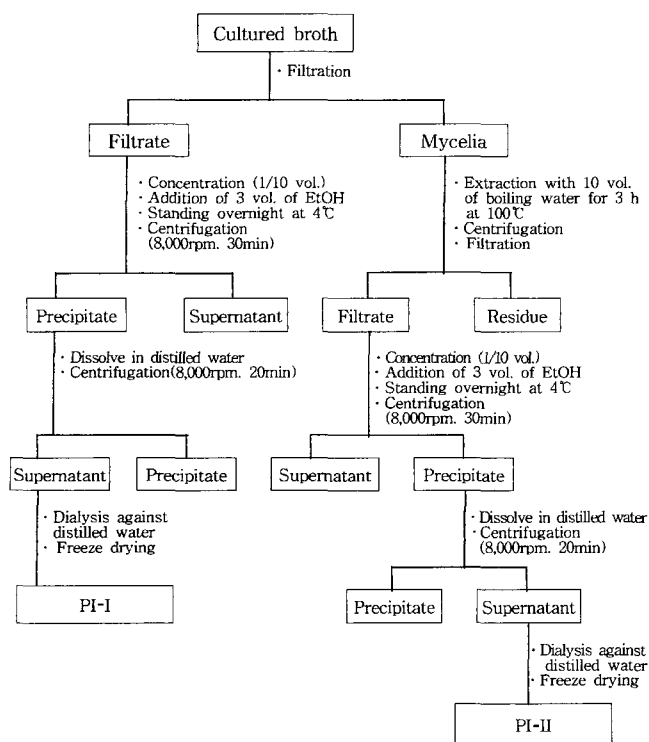 Cultured broth
· Filtration
Filtrate
Mycelia
· Concentration (1/10 vol.)
· Addition of 3 vol. of EtOH
· Standing overnight at 4℃
· Centrifugation
(8,000rpm. 30min)
· Extraction with 10 vol.
of boiling water for 3 h
at 100℃
· Centrifugation
· Filtration
Precipitate
Supernatant
Filtrate
Residue
· Dissolve in distilled water
· Centrifugation(8,000rpm. 20min)
· Concentration (1/10 vol.)
· Addition of 3 vol. of EtOH
· Standing overnight at 4℃
· Centrifugation
(8,000rpm. 30min)
Supernatant
Precipitate
Supernatant
Precipitate
· Dialysis against
distilled water
· Freeze drying
· Dissolve in distilled water
· Centrifugation
(8,000rpm. 20min)
PI-I
Precipitate
Supernatant
· Dialysis against
distilled water
· Freeze drying
PI-II